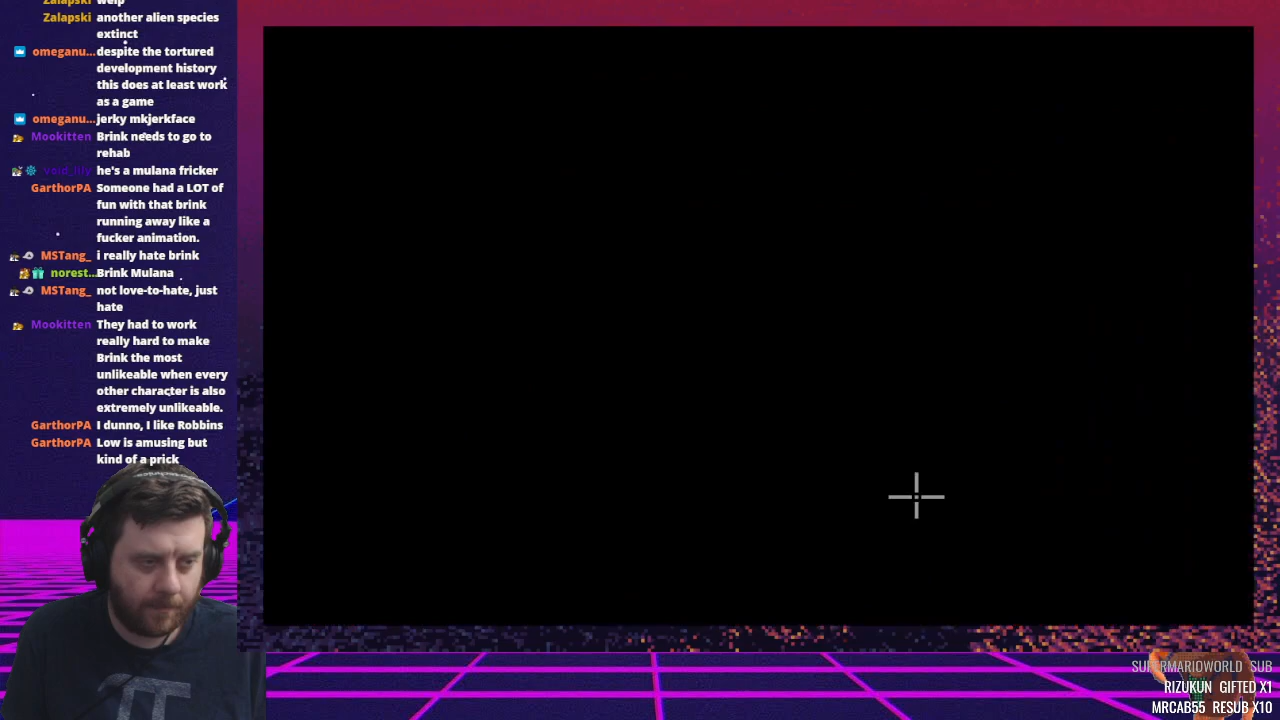 Zalapski welp
Zalapski another alien species
extinct
omeganu... despite the tortured
development history
this does at least work
as a game
omeganu... jerky mkjerkface
Mookitten Brink needs to go to
rehab
void_lily he's a mulana fricker
GarthorPA Someone had a LOT of
fun with that brink
running away like a
fucker animation.
MSTang_ i really hate brink
norest... Brink Mulana
MSTang_ not love-to-hate, just
hate
Mookitten They had to work
really hard to make
Brink the most
unlikeable when every
other character is also
extremely unlikeable.
GarthorPA I dunno, I like Robbins
GarthorPA Low is amusing but
kind of a prick
SUPERMARIOWORLD SUB
RIZUKUN GIFTED X1
MRCAB55 RESUB X10